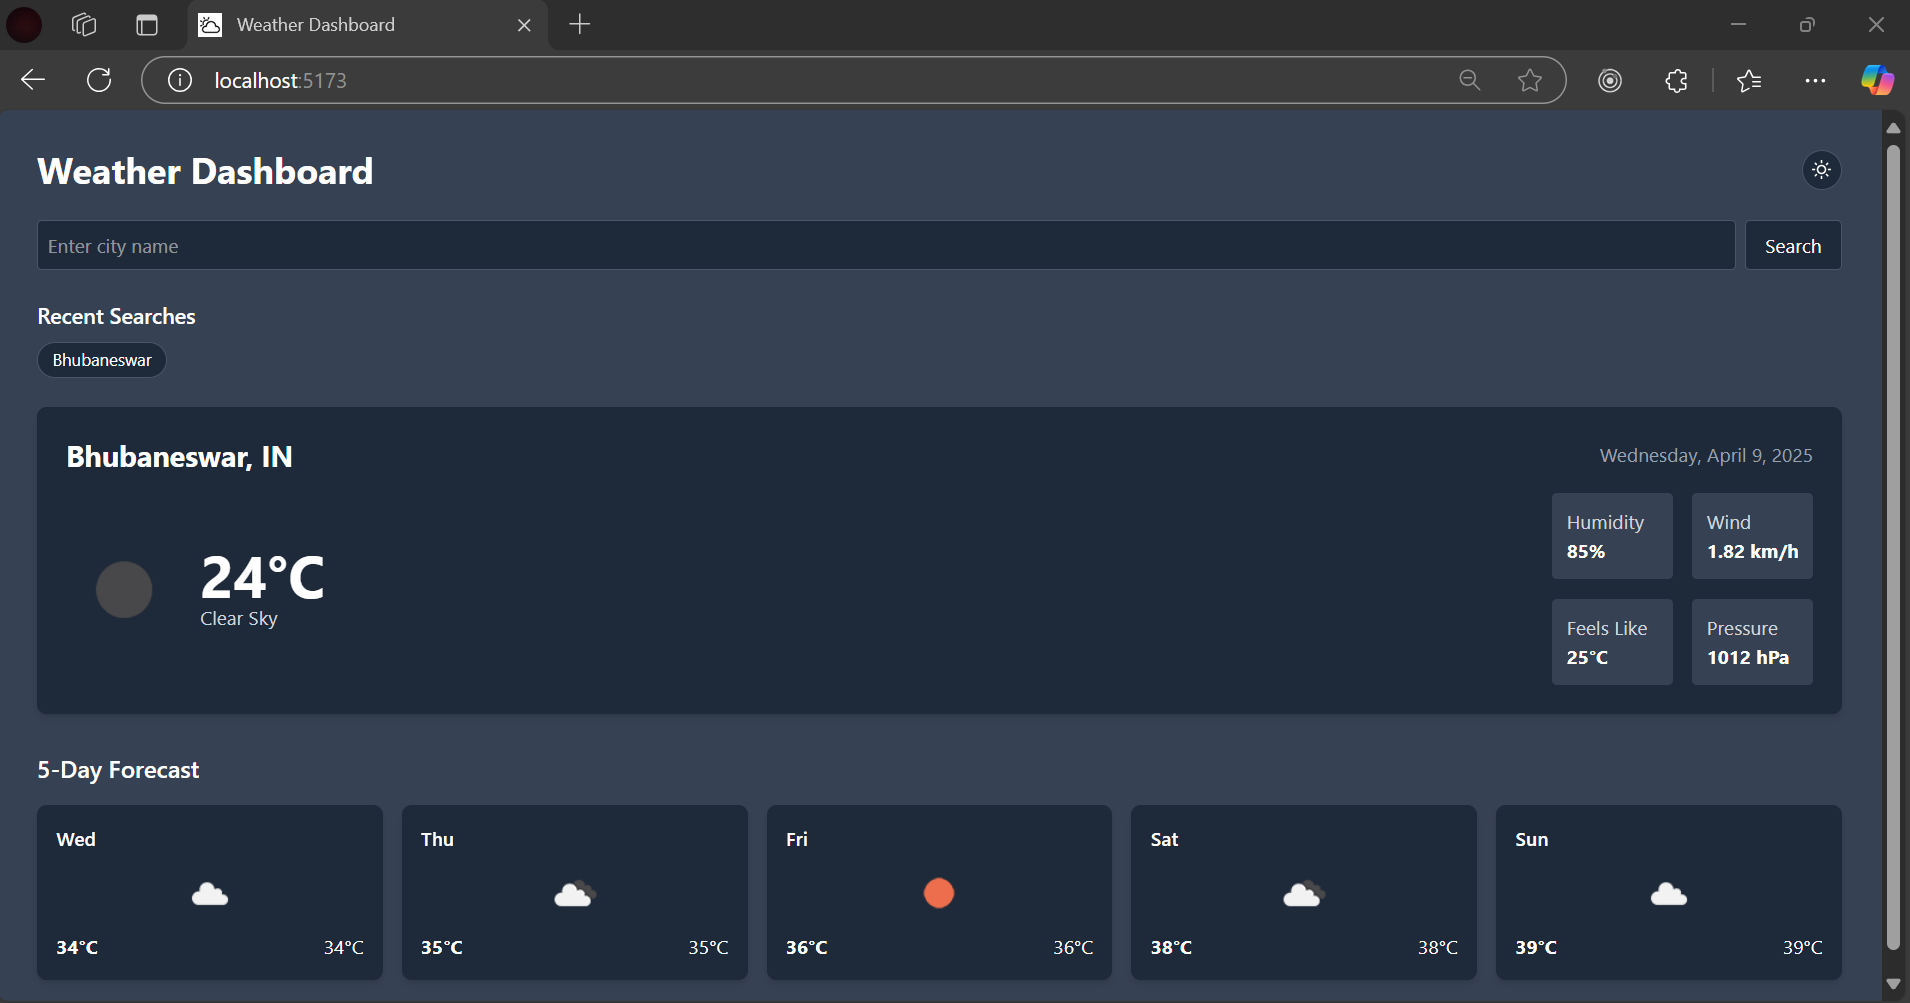 Weather Dashboard
localhost:5173
Weather Dashboard
Enter city name
Search
Recent Searches
Bhubaneswar
Bhubaneswar, IN
Wednesday, April 9, 2025
Humidity
85%
Wind
1.82 km/h
24°C
Clear Sky
Feels Like
25°C
Pressure
1012 hPa
5-Day Forecast
Wed
34°C 34°C
Thu
35°C 35°C
Fri
36°C 36°C
Sat
38°C 38°C
Sun
39°C 39°C